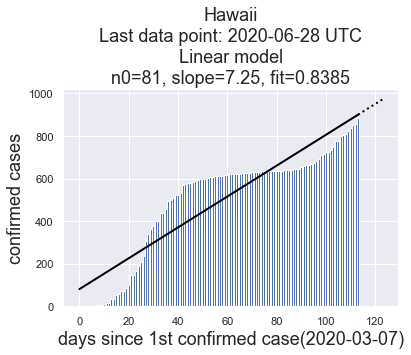 Hawaii
Last data point: 2020-06-28 UTC
Linear model
n0=81, slope=7.25, fit=0.8385
confirmed cases
1000
800
600
400
200
0
0 20 40 60 80 100 120
days since 1st confirmed case(2020-03-07)